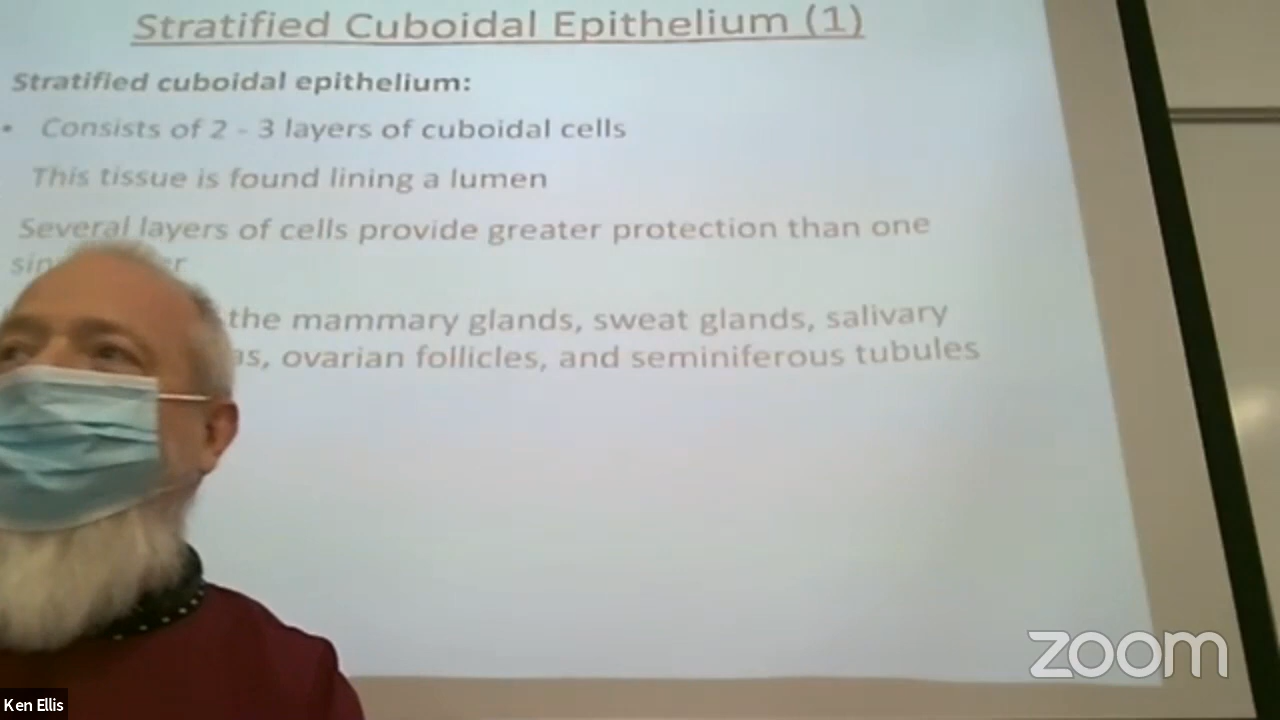 Stratified Cuboidal Epithelium (1)
Stratified cuboidal epithelium:
• Consists of 2 - 3 layers of cuboidal cells
This tissue is found lining a lumen
Several layers of cells provide greater protection than one
the mammary glands, sweat glands, salivary
ovarian follicles, and seminiferous tubules
zoom
Ken Ellis